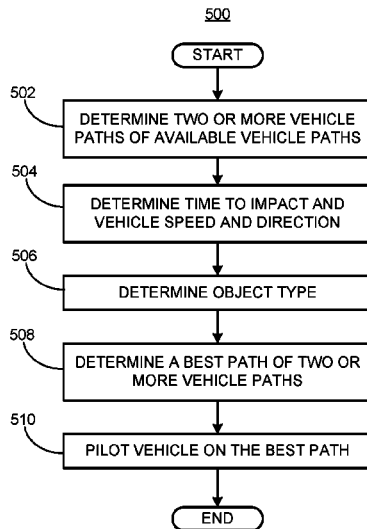 500
START
502
DETERMINE TWO OR MORE VEHICLE
PATHS OF AVAILABLE VEHICLE PATHS
504
DETERMINE TIME TO IMPACT AND
VEHICLE SPEED AND DIRECTION
506
DETERMINE OBJECT TYPE
508
DETERMINE A BEST PATH OF TWO OR
MORE VEHICLE PATHS
510
PILOT VEHICLE ON THE BEST PATH
END